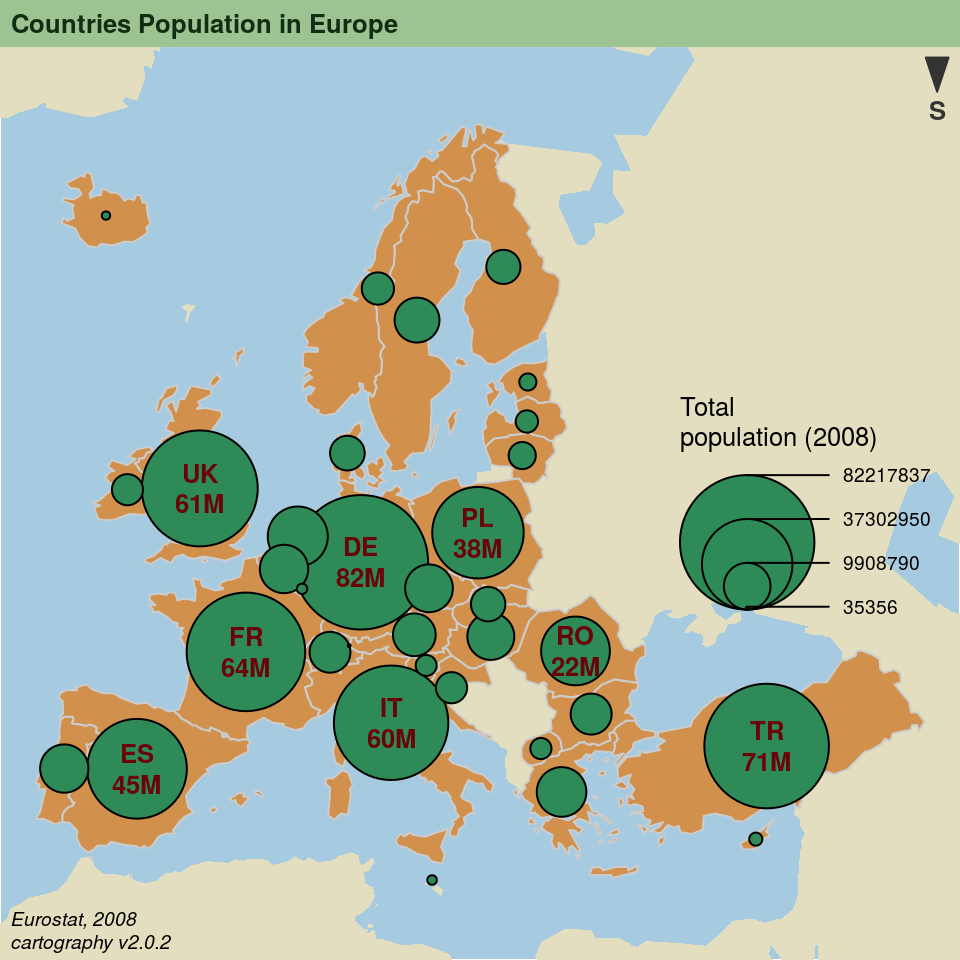 Countries Population in Europe
S
Total
population (2008)
82217837
37302950
9908790
35356
UK
61M
PL
38M
DE
82M
FR
64M
RO
22M
IT
60M
ES
45M
TR
71M
Eurostat, 2008
cartography v2.0.2